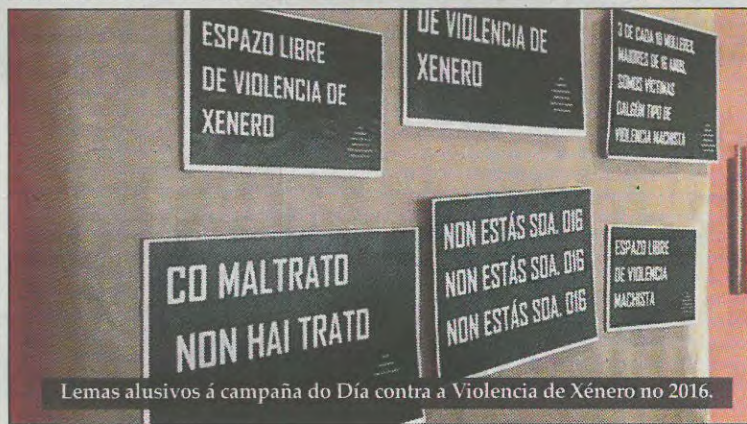 ESPAZO LIBRE
DE VIOLENCIA DE
XENERO
DE VIOLENCIA DE
XENERO
3 DE CADA 10 MULLERES,
MAIORES DE 16 ANOS,
SOMOS VÍCTIMAS
DALGÚN TIPO DE
VIOLENCIA MACHISTA
CO MALTRATO
NON HAI TRATO
NON ESTÁS SOA. 016
NON ESTÁS SOA. 016
NON ESTÁS SOA. 016
ESPAZO LIBRE
DE VIOLENCIA
MACHISTA
Lemas alusivos á campaña do Día contra a Violencia de Xénero no 2016.